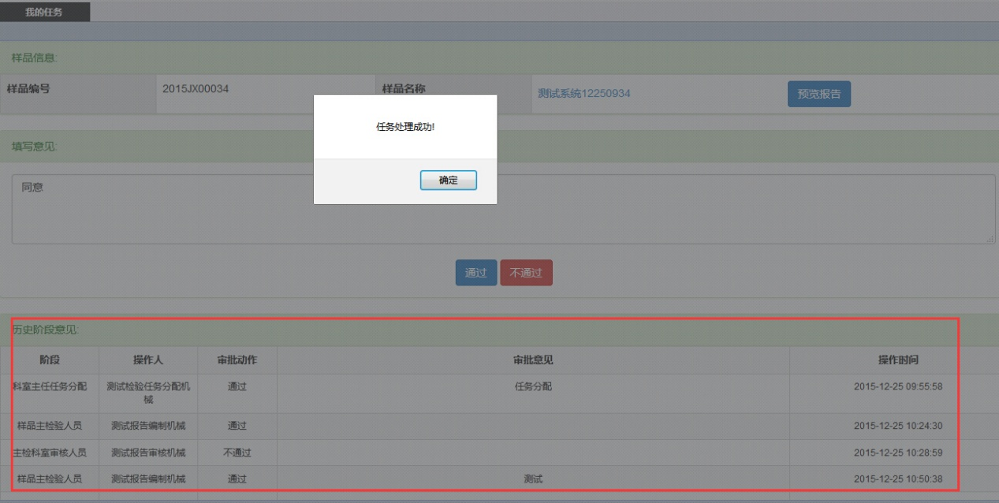 我的任务
样品信息:
样品编号 2015JX00034 样品名称 测试系统12250934 预览报告
任务处理成功!
确定
填写意见:
同意
通过 不通过
历史阶段意见:
阶段 操作人 审批动作 审批意见 操作时间
科室主任任务分配 测试检验任务分配机 通过 任务分配 2015-12-25 09:55:58
械
样品主检验人员 测试报告编制机械 通过 2015-12-25 10:24:30
主检科室审核人员 测试报告审核机械 不通过 2015-12-25 10:28:59
样品主检验人员 测试报告编制机械 通过 测试 2015-12-25 10:50:38